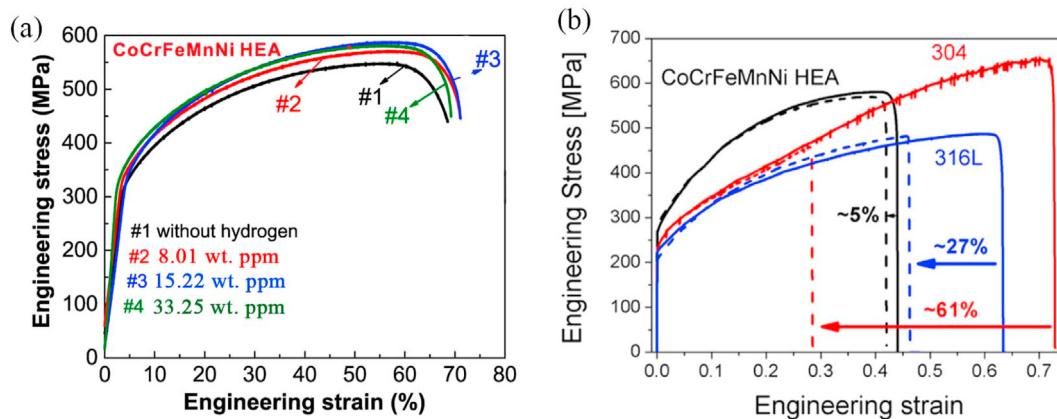 (a)
600
500
400
300
200
100
0
Engineering stress (MPa)
CoCrFeMnNi HEA
#3
#1
#2
#4
#1 without hydrogen
#2 8.01 wt. ppm
#3 15.22 wt. ppm
#4 33.25 wt. ppm
0 10 20 30 40 50 60 70 80
Engineering strain (%)
(b)
700
600
500
400
300
200
100
0
Engineering Stress [MPa]
304
CoCrFeMnNi HEA
316L
~5%
~27%
~61%
0.0 0.1 0.2 0.3 0.4 0.5 0.6 0.7
Engineering strain